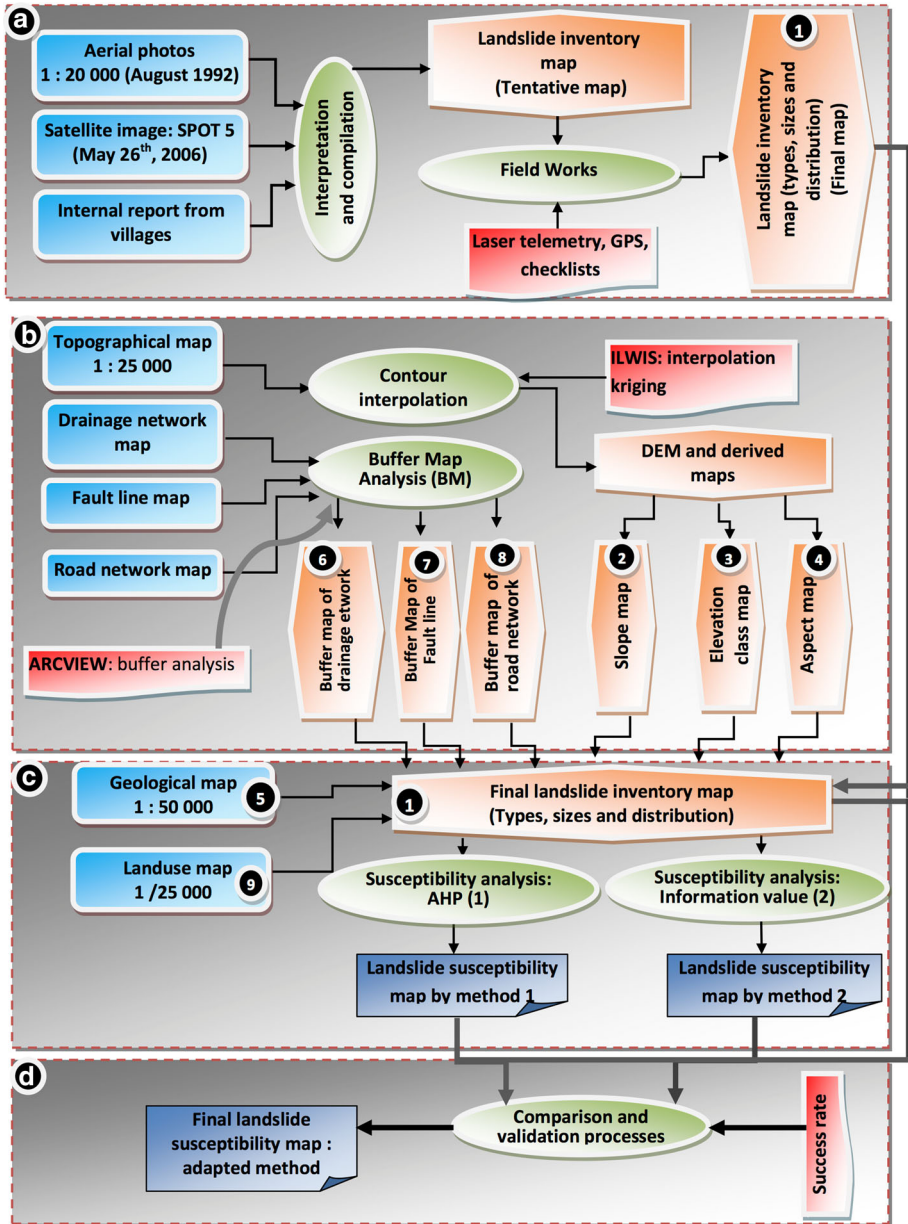 a
Aerial photos
1 : 20 000 (August 1992)
Satellite image: SPOT 5
(May 26th, 2006)
Internal report from
villages
Interpretation
and compilation
Landslide inventory
map
(Tentative map)
Field Works
Laser telemetry, GPS,
checklists
1
Landslide inventory
map (types, sizes and
distribution)
(Final map)
b
Topographical map
1 : 25 000
Drainage network
map
Fault line map
Road network map
ARCVIEW: buffer analysis
Contour
interpolation
Buffer Map
Analysis (BM)
ILWIS: interpolation
kriging
DEM and derived
maps
6
Buffer map of
drainage etwork
7
Buffer Map of
Fault line
8
Buffer map of
road network
2
Slope map
3
Elevation
class map
4
Aspect map
c
Geological map
1 : 50 000
5
Landuse map
1 /25 000
9
1
Final landslide inventory map
(Types, sizes and distribution)
Susceptibility analysis:
AHP (1)
Susceptibility analysis:
Information value (2)
Landslide susceptibility
map by method 1
Landslide susceptibility
map by method 2
d
Final landslide
susceptibility map :
adapted method
Comparison and
validation processes
Success rate